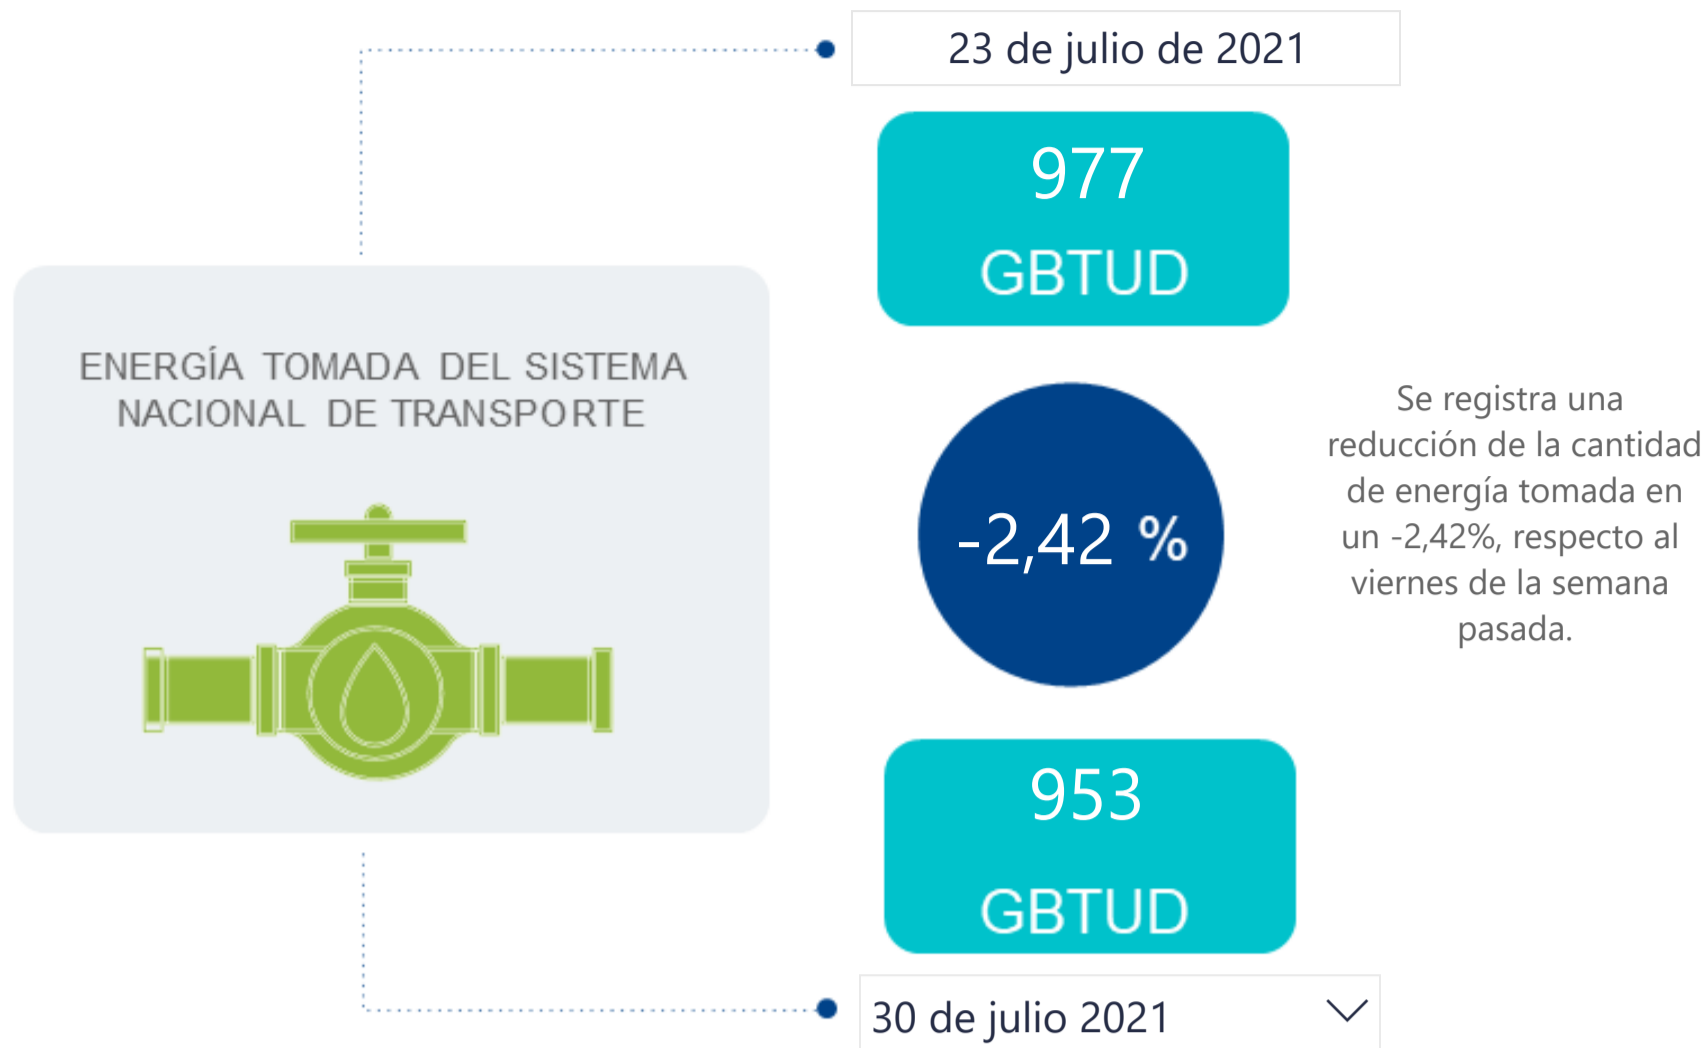 23 de julio de 2021
977
GBTUD
ENERGÍA TOMADA DEL SISTEMA
NACIONAL DE TRANSPORTE
-2,42 %
Se registra una
reducción de la cantidad
de energía tomada en
un -2,42%, respecto al
viernes de la semana
pasada.
953
GBTUD
30 de julio 2021